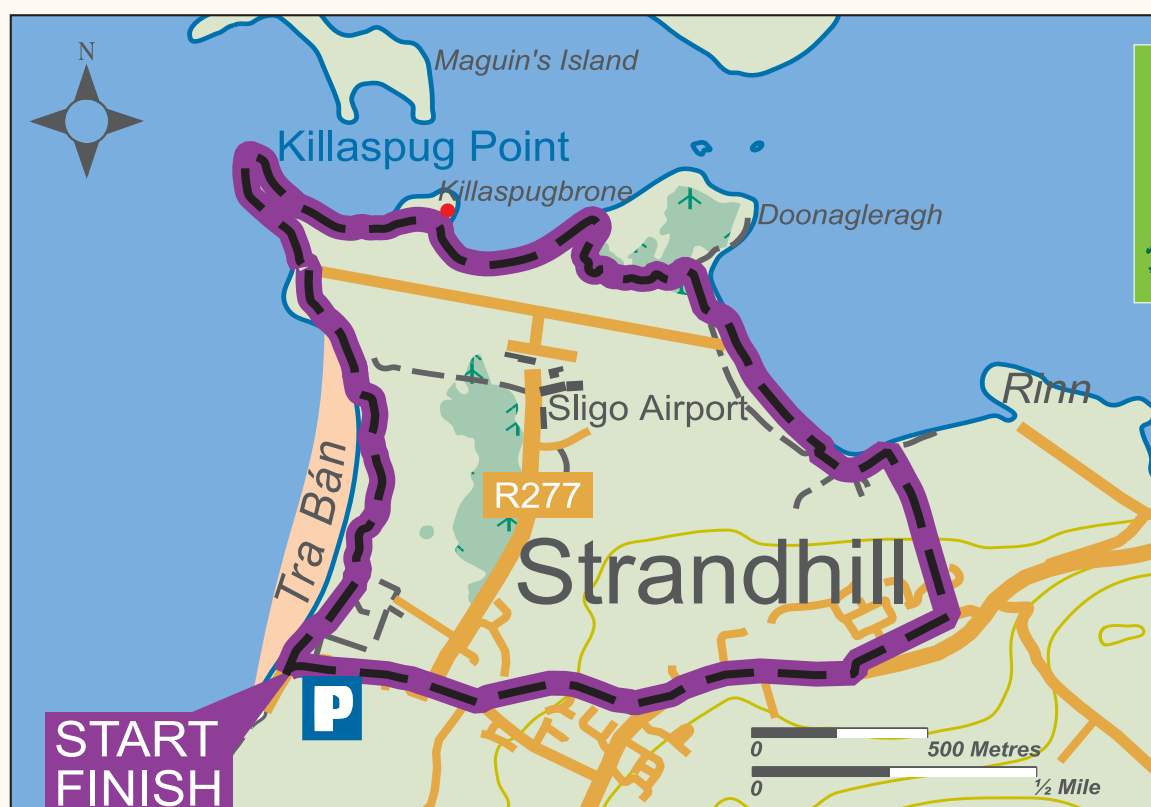 N
Maguin's Island
Killaspug Point
Killaspugbrone
Doonagleragh
Rinn
Sligo Airport
R277
Tra Bán
Strandhill
P
START
FINISH
0 500 Metres
0 ½ Mile